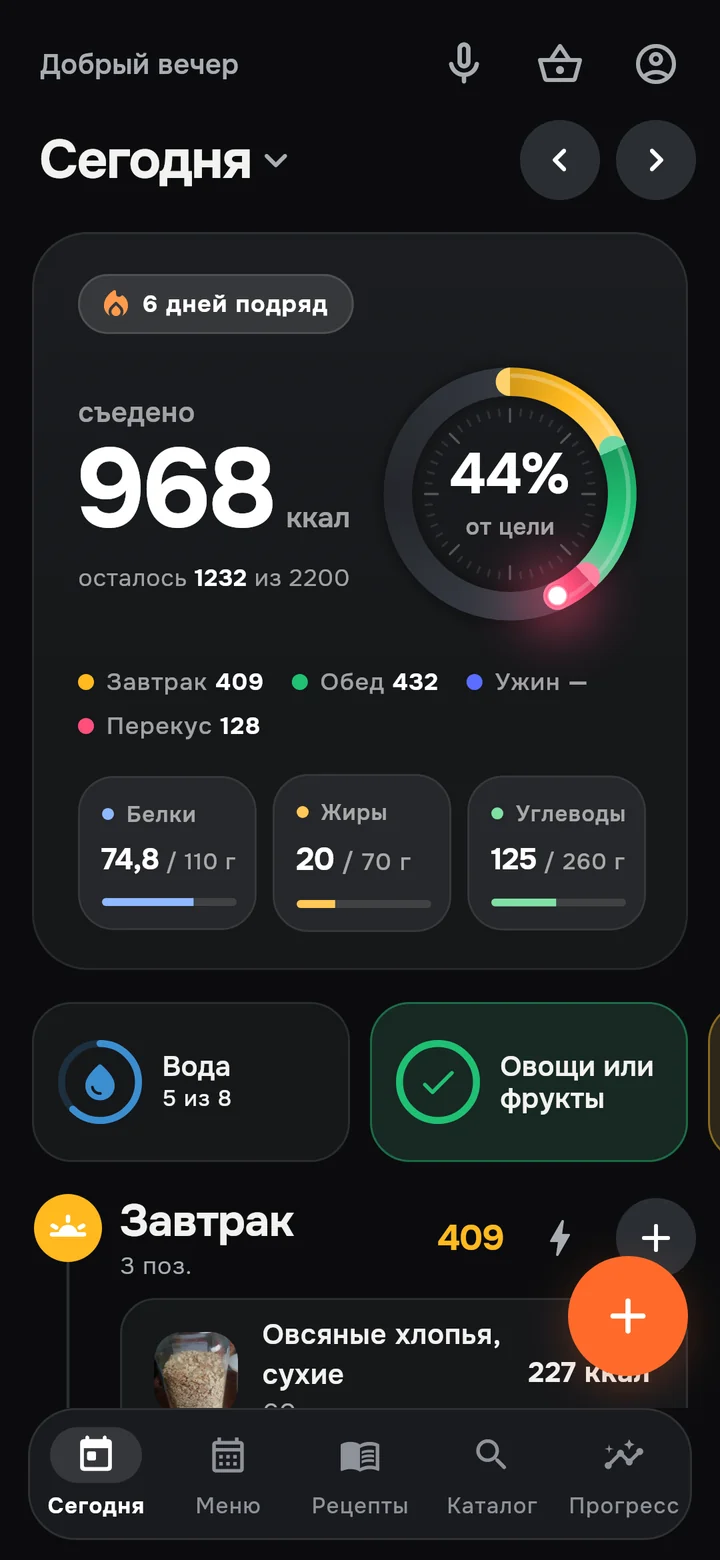 Добрый вечер
Сегодня
6 дней подряд
съедено
968 ккал
осталось 1232 из 2200
44%
от цели
Завтрак 409 Обед 432 Ужин —
Перекус 128
Белки
74,8 / 110 г
Жиры
20 / 70 г
Углеводы
125 / 260 г
Вода
5 из 8
Овощи или
фрукты
Завтрак
3 поз.
409
Овсяные хлопья,
сухие
227 ккал
Сегодня
Меню
Рецепты
Каталог
Прогресс